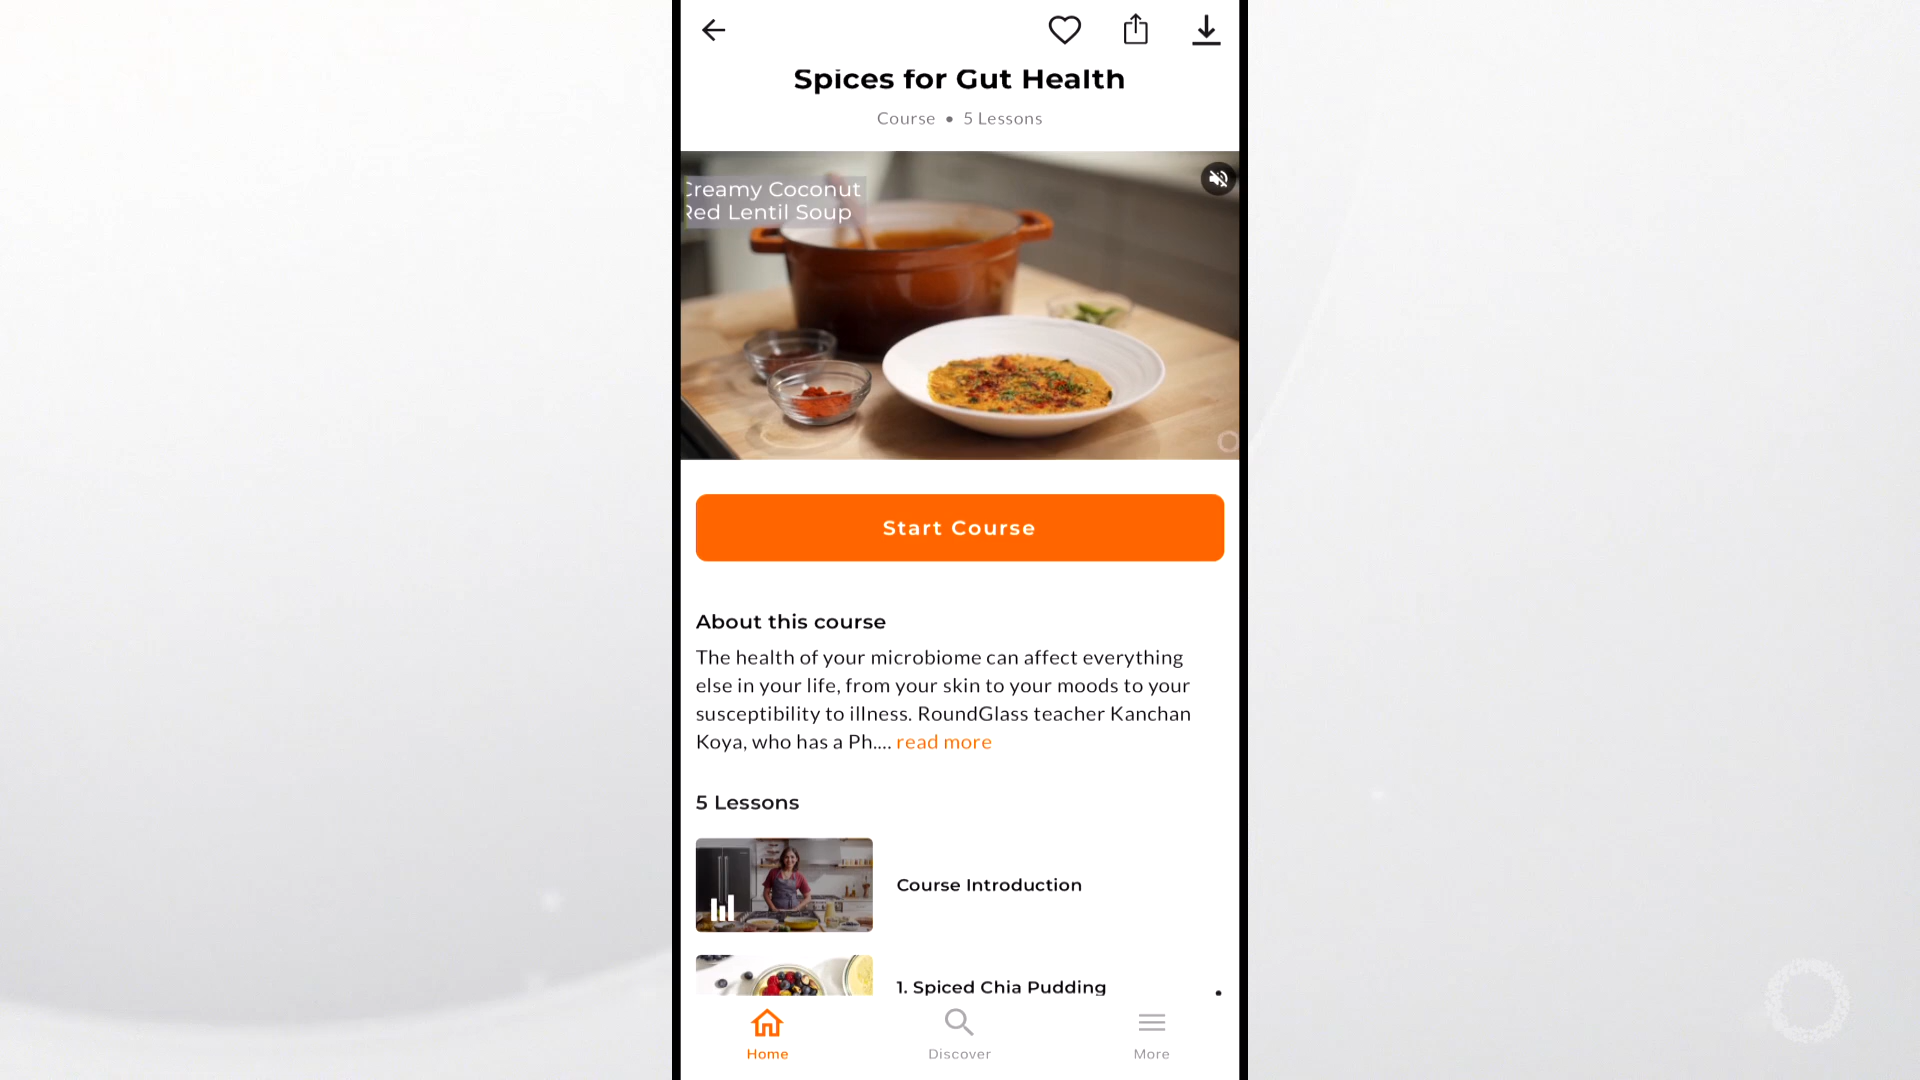 Spices for Gut Health
Course • 5 Lessons
Creamy Coconut
Red Lentil Soup
Start Course
About this course
The health of your microbiome can affect everything
else in your life, from your skin to your moods to your
susceptibility to illness. RoundGlass teacher Kanchan
Koya, who has a Ph.... read more
5 Lessons
Course Introduction
1. Spiced Chia Pudding
Home
Discover
More